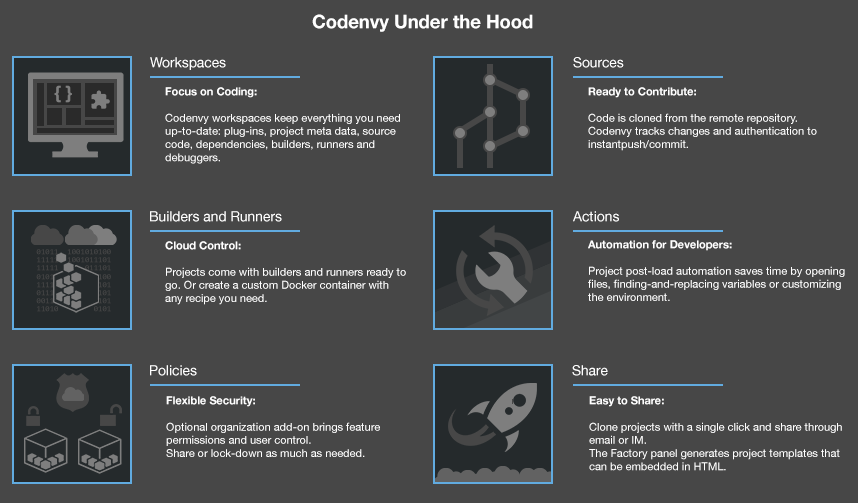 Codenvy Under the Hood
Workspaces
Focus on Coding:
Codenvy workspaces keep everything you need
up-to-date: plug-ins, project meta data, source
code, dependencies, builders, runners and
debuggers.
Sources
Ready to Contribute:
Code is cloned from the remote repository.
Codenvy tracks changes and authentication to
instantpush/commit.
Builders and Runners
Cloud Control:
Projects come with builders and runners ready to
go. Or create a custom Docker container with
any recipe you need.
Actions
Automation for Developers:
Project post-load automation saves time by opening
files, finding-and-replacing variables or customizing
the environment.
Policies
Flexible Security:
Optional organization add-on brings feature
permissions and user control.
Share or lock-down as much as needed.
Share
Easy to Share:
Clone projects with a single click and share through
email or IM.
The Factory panel generates project templates that
can be embedded in HTML.